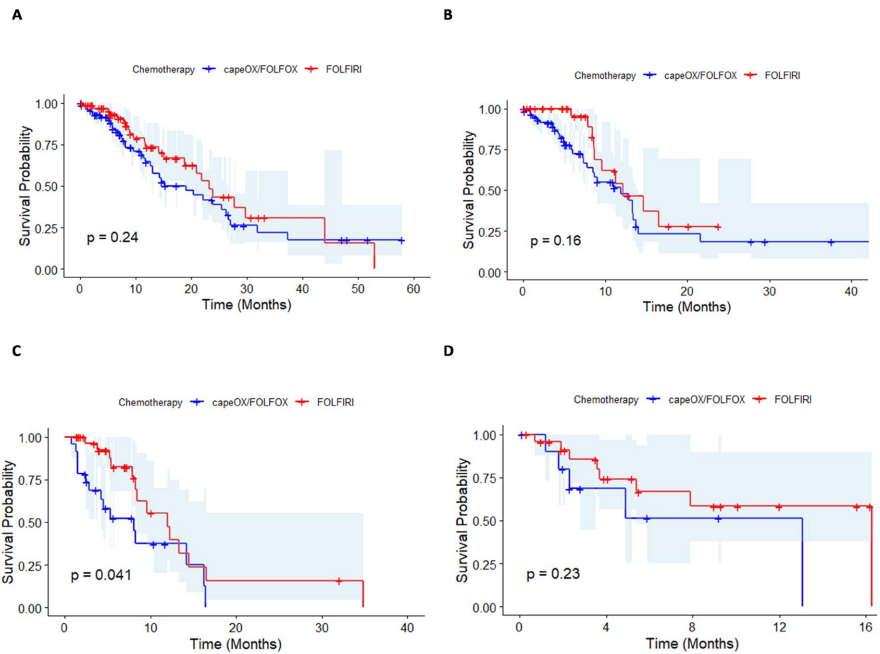 A
Chemotherapy capeOX/FOLFOX FOLFIRI
Survival Probability
1.00
0.75
0.50
0.25
0.00
p = 0.24
0 10 20 30 40 50 60
Time (Months)
B
Chemotherapy capeOX/FOLFOX FOLFIRI
Survival Probability
1.00
0.75
0.50
0.25
0.00
p = 0.16
0 10 20 30 40
Time (Months)
C
Chemotherapy capeOX/FOLFOX FOLFIRI
Survival Probability
1.00
0.75
0.50
0.25
0.00
p = 0.041
0 10 20 30 40
Time (Months)
D
Chemotherapy capeOX/FOLFOX FOLFIRI
Survival Probability
1.00
0.75
0.50
0.25
0.00
p = 0.23
0 4 8 12 16
Time (Months)